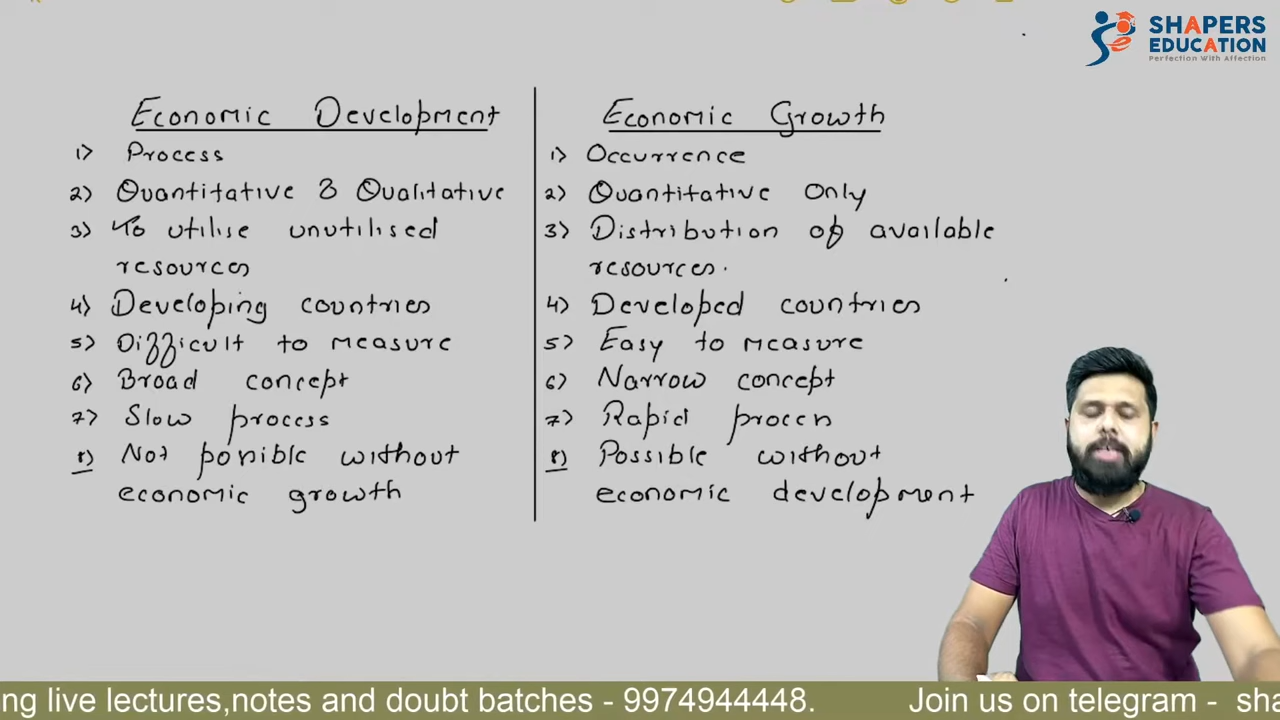 SHAPERS
EDUCATION
Perfection With Affection
Economic Development
1) Process
2) Quantitative & Qualitative
3) To utilise unutilised
resources
4) Developing countries
5) Difficult to measure
6) Broad concept
7) Slow process
8) Not possible without
economic growth
Economic Growth
1) Occurrence
2) Quantitative Only
3) Distribution of available
resources.
4) Developed countries
5) Easy to measure
6) Narrow concept
7) Rapid process
8) Possible without
economic development
ng live lectures,notes and doubt batches - 9974944448. Join us on telegram - sha